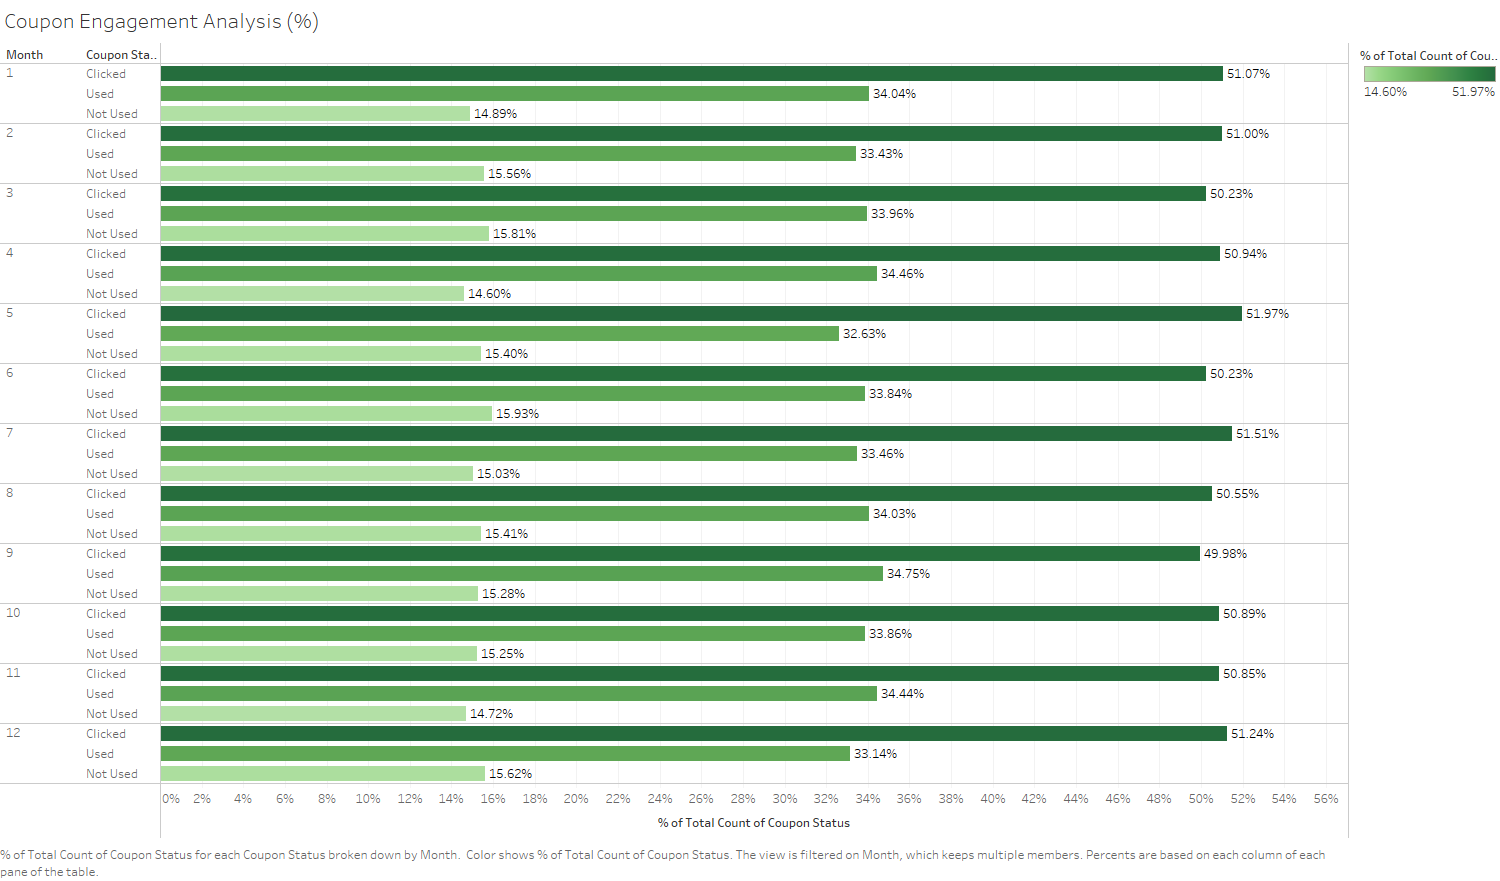 Coupon Engagement Analysis (%)
Month Coupon Sta..
1 Clicked 51.07%
Used 34.04%
Not Used 14.89%
2 Clicked 51.00%
Used 33.43%
Not Used 15.56%
3 Clicked 50.23%
Used 33.96%
Not Used 15.81%
4 Clicked 50.94%
Used 34.46%
Not Used 14.60%
5 Clicked 51.97%
Used 32.63%
Not Used 15.40%
6 Clicked 50.23%
Used 33.84%
Not Used 15.93%
7 Clicked 51.51%
Used 33.46%
Not Used 15.03%
8 Clicked 50.55%
Used 34.03%
Not Used 15.41%
9 Clicked 49.98%
Used 34.75%
Not Used 15.28%
10 Clicked 50.89%
Used 33.86%
Not Used 15.25%
11 Clicked 50.85%
Used 34.44%
Not Used 14.72%
12 Clicked 51.24%
Used 33.14%
Not Used 15.62%
0% 2% 4% 6% 8% 10% 12% 14% 16% 18% 20% 22% 24% 26% 28% 30% 32% 34% 36% 38% 40% 42% 44% 46% 48% 50% 52% 54% 56%
% of Total Count of Coupon Status
% of Total Count of Cou..
14.60% 51.97%
% of Total Count of Coupon Status for each Coupon Status broken down by Month. Color shows % of Total Count of Coupon Status. The view is filtered on Month, which keeps multiple members. Percents are based on each column of each
pane of the table.